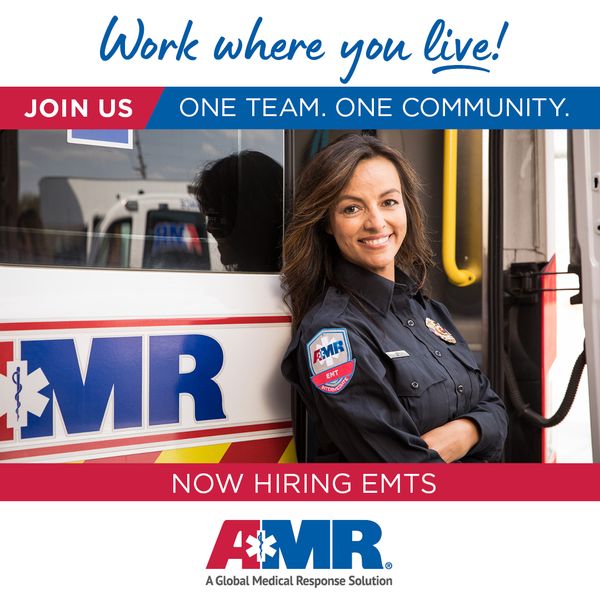 Work where you live!
JOIN US ONE TEAM. ONE COMMUNITY.
AMR
AMR
EMT
INTERMEDIATE
NOW HIRING EMTS
AMR®
A Global Medical Response Solution